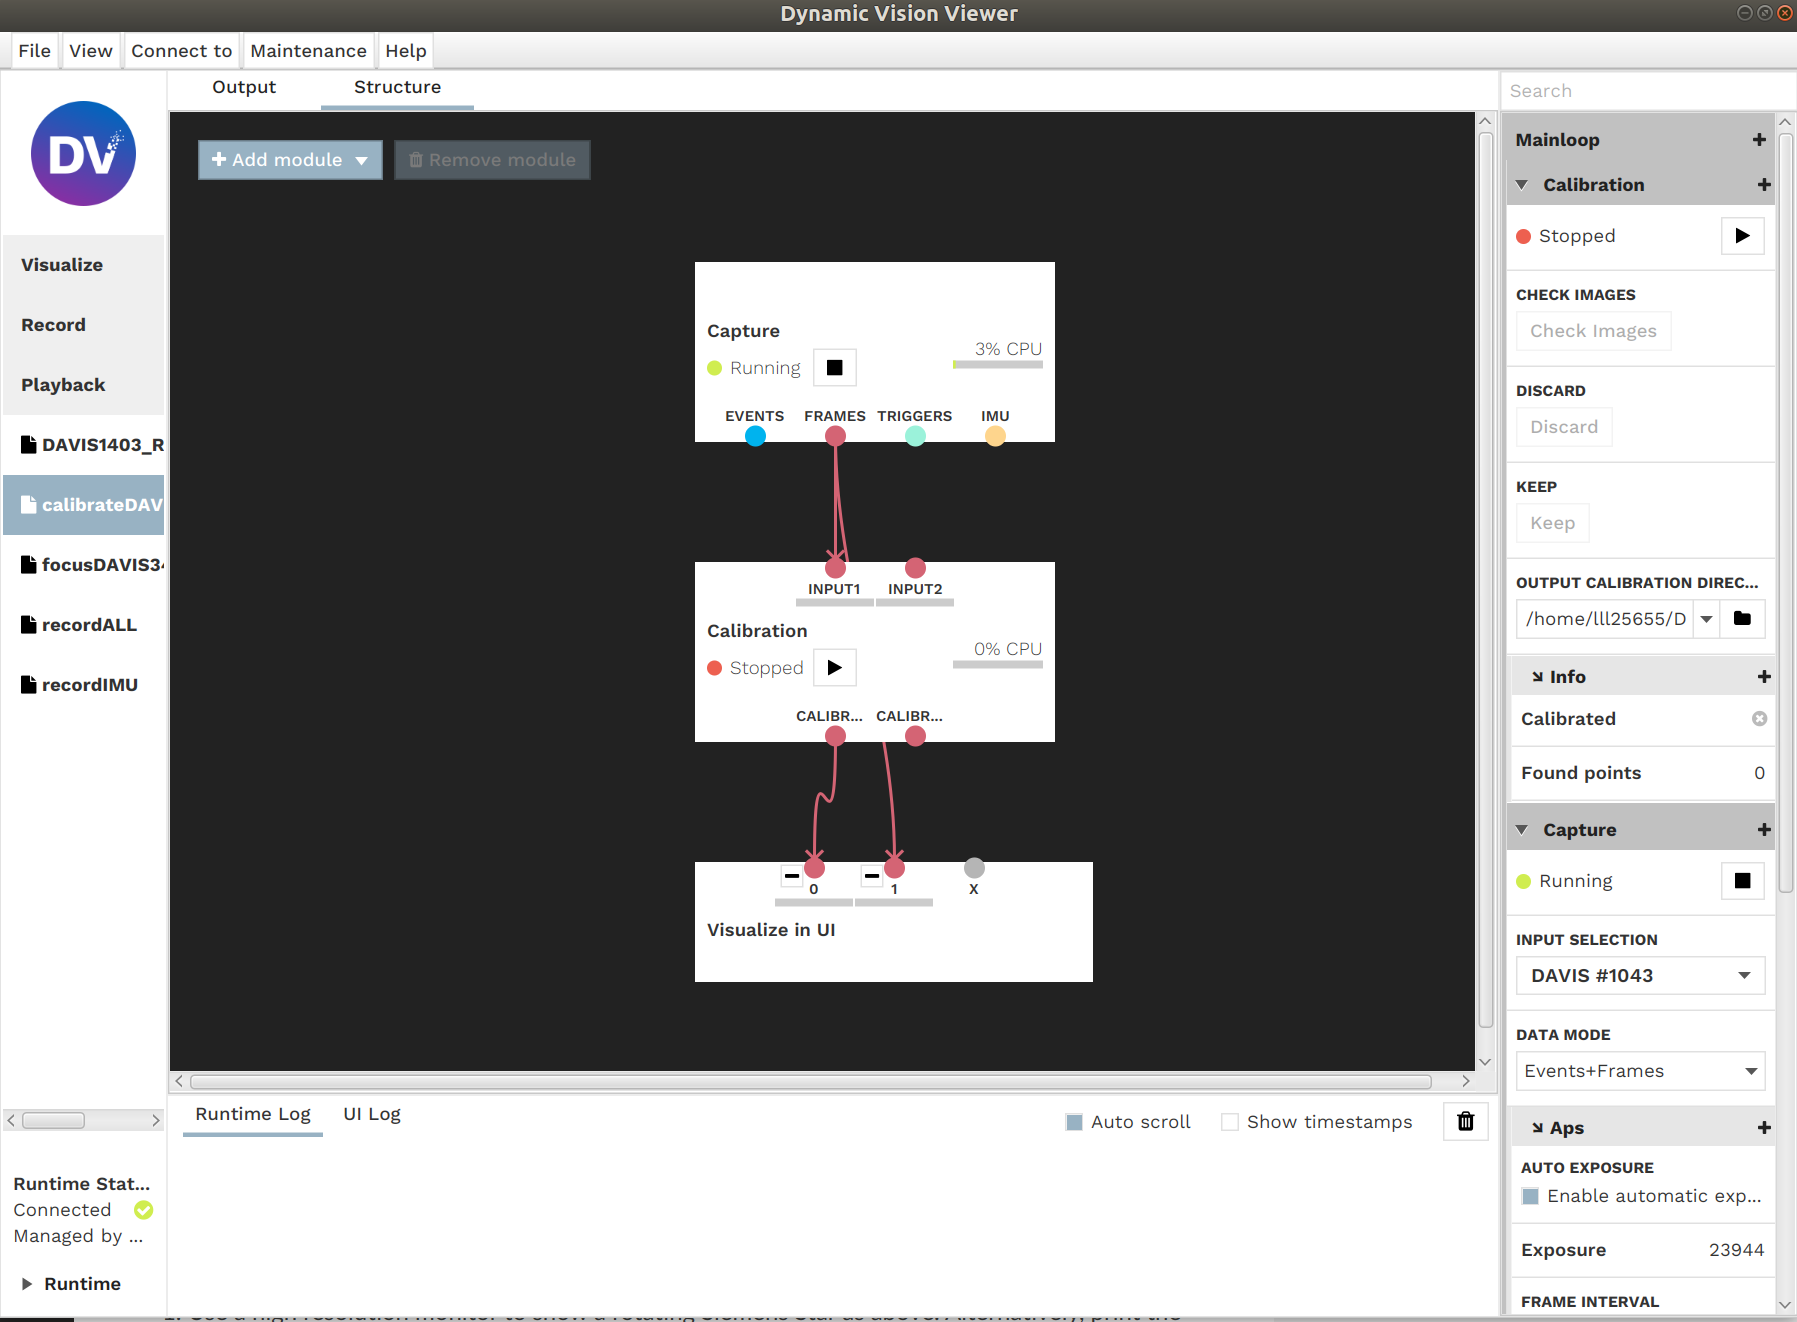 Dynamic Vision Viewer
File View Connect to Maintenance Help
DV
Visualize
Record
Playback
DAVIS1403_R
calibrateDAV
focusDAVIS34
recordALL
recordIMU
Runtime Stat...
Connected
Managed by ...
Runtime
Output Structure
Add module Remove module
Capture
Running
3% CPU
EVENTS FRAMES TRIGGERS IMU
INPUT1 INPUT2
Calibration
Stopped
0% CPU
CALIBR... CALIBR...
0 1 X
Visualize in UI
Runtime Log UI Log
Auto scroll Show timestamps
Search
Mainloop
Calibration
Stopped
CHECK IMAGES
Check Images
DISCARD
Discard
KEEP
Keep
OUTPUT CALIBRATION DIREC...
/home/lll25655/D
Info
Calibrated
Found points 0
Capture
Running
INPUT SELECTION
DAVIS #1043
DATA MODE
Events+Frames
Aps
AUTO EXPOSURE
Enable automatic exp...
Exposure 23944
FRAME INTERVAL